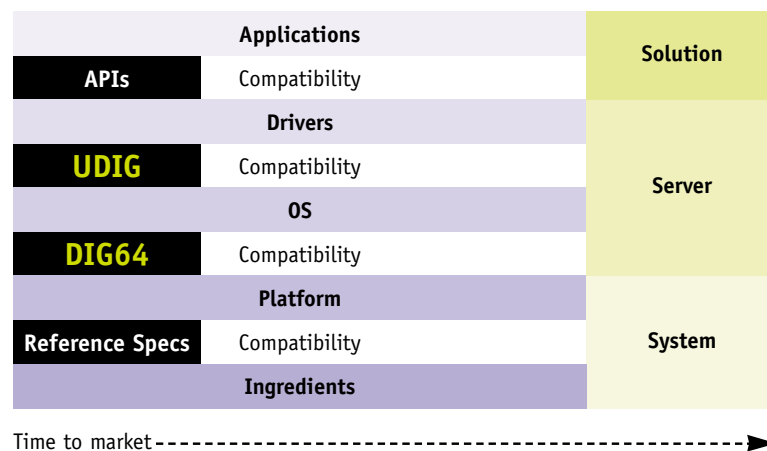 Applications
Solution
APIs Compatibility
Drivers
UDIG Compatibility
Server
OS
DIG64 Compatibility
Platform
Reference Specs Compatibility
System
Ingredients
Time to market